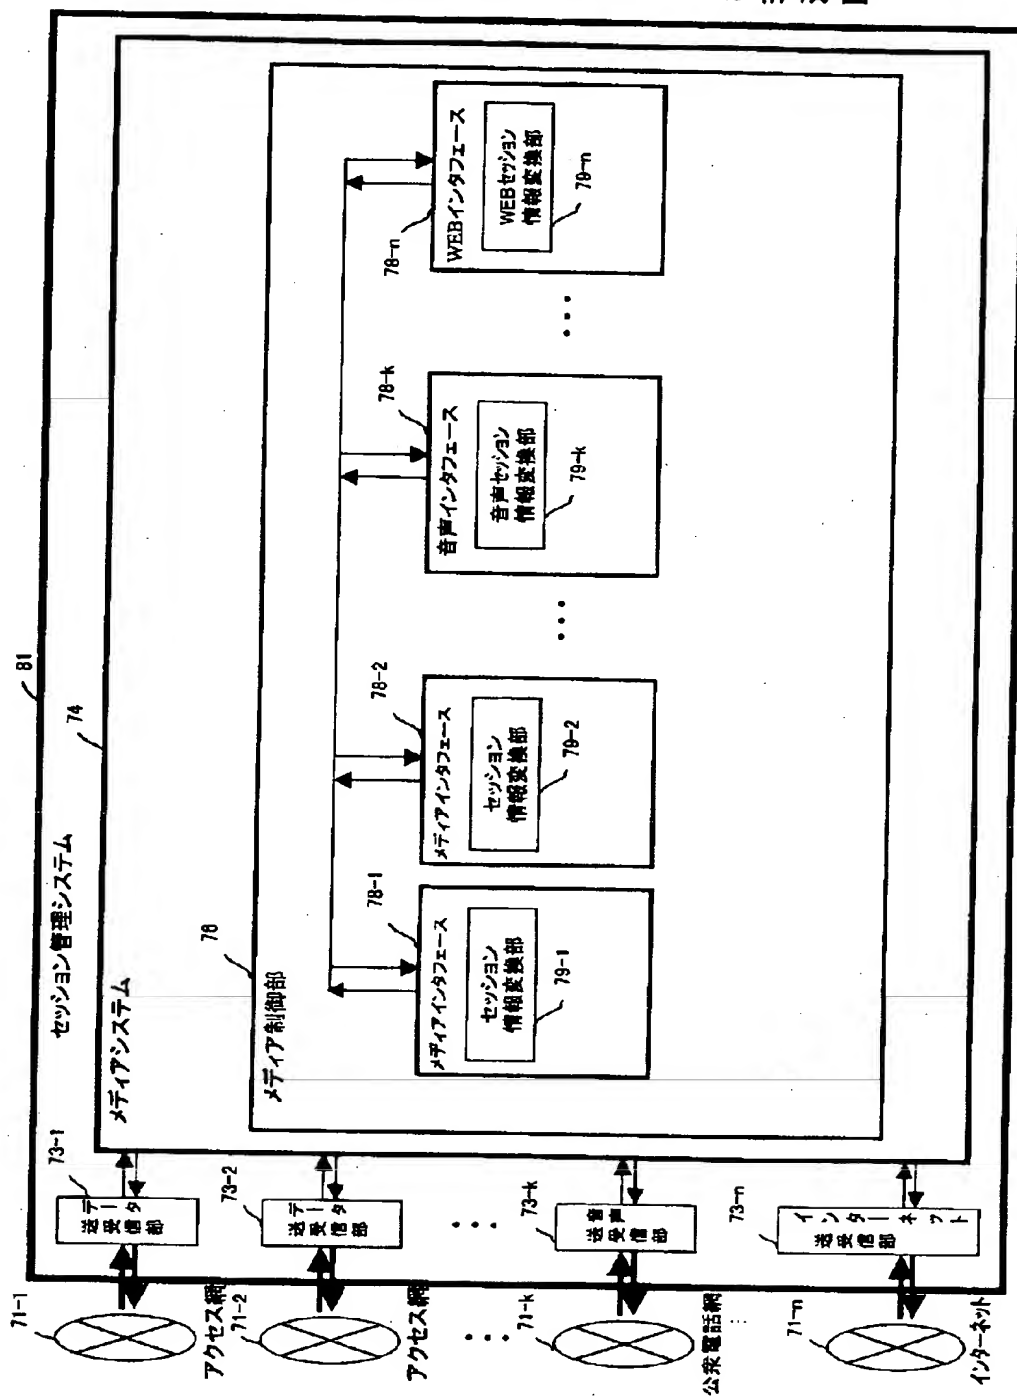 構成図
81
セッション管理システム
74
メディアシステム
76
メディア制御部
78-1
メディアインタフェース
セッション
情報変換部
79-1
78-2
メディアインタフェース
セッション
情報変換部
79-2
・・・
78-k
音声インタフェース
音声セッション
情報変換部
79-k
・・・
78-n
WEBインタフェース
WEBセッション
情報変換部
79-n
73-1
データ
送受信部
73-2
データ
送受信部
・・・
73-k
音声
送受信部
73-n
インターネット
送受信部
71-1
アクセス網
71-2
アクセス網
・・・
71-k
公衆電話網
71-n
インターネット